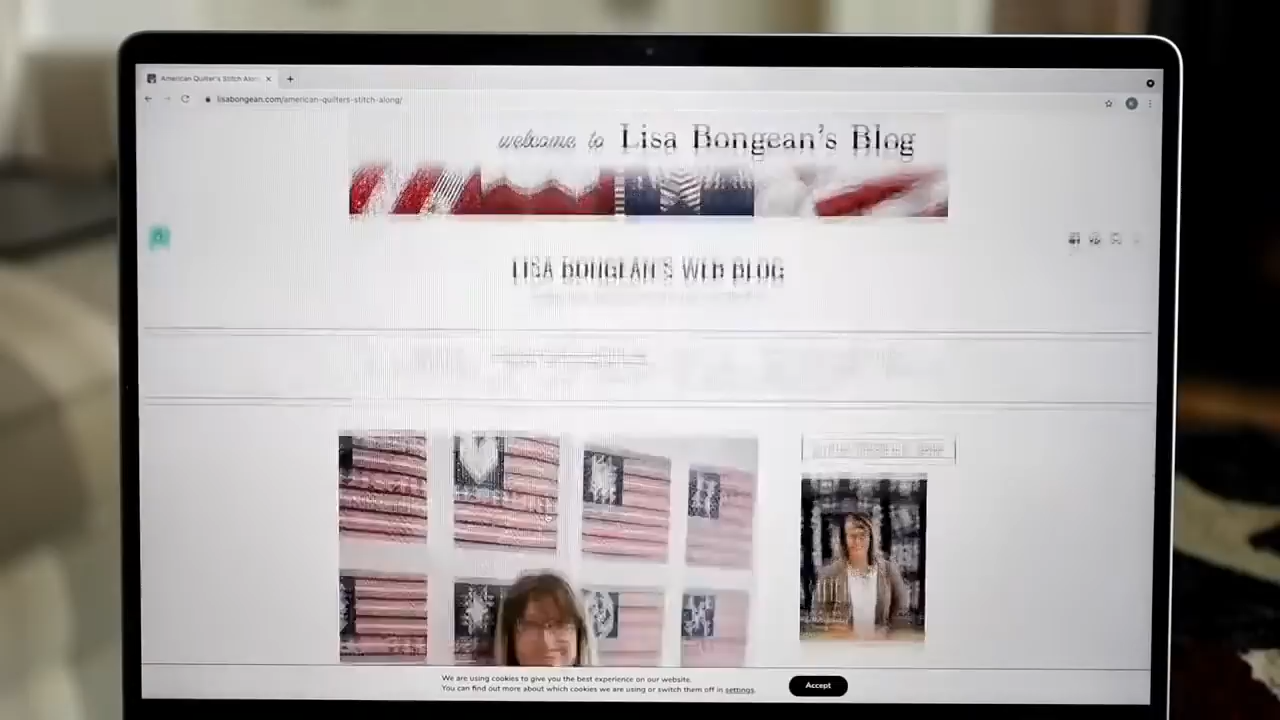 American Quilter's Stitch Alon
lisabongean.com/american-quilters-stitch-along/
welcome to Lisa Bongean's Blog
LISA BONGEAN'S WEB BLOG
We are using cookies to give you the best experience on our website.
You can find out more about which cookies we are using or switch them off in settings.
Accept